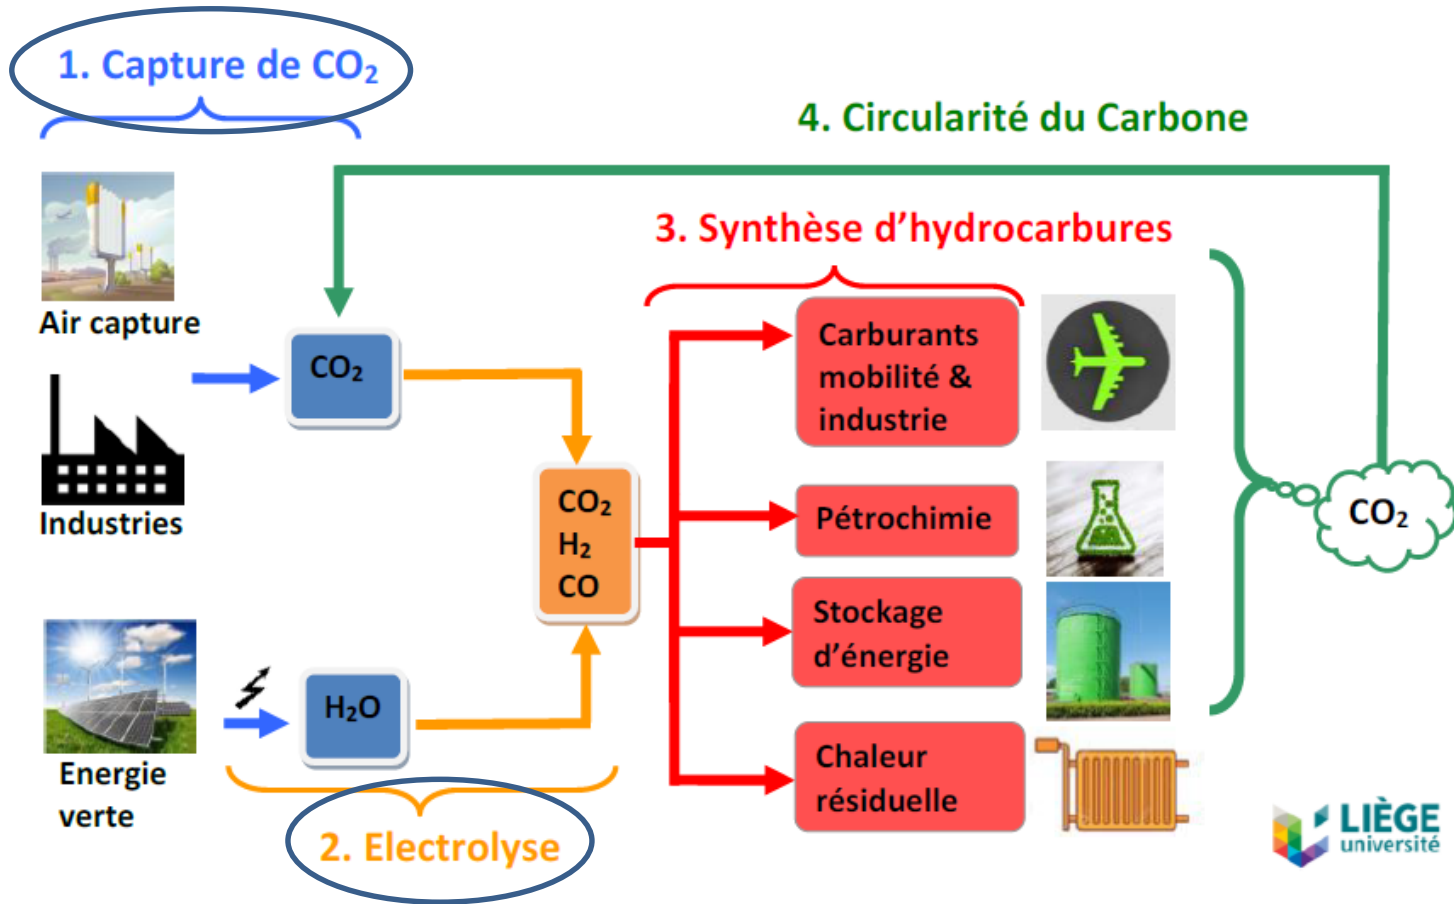 1. Capture de CO₂
4. Circularité du Carbone
3. Synthèse d'hydrocarbures
Air capture
Industries
CO₂
Energie
verte
H₂O
2. Electrolyse
CO₂
H₂
CO
Carburants
mobilité &
industrie
Pétrochimie
Stockage
d'énergie
Chaleur
résiduelle
CO₂
LIÈGE
université